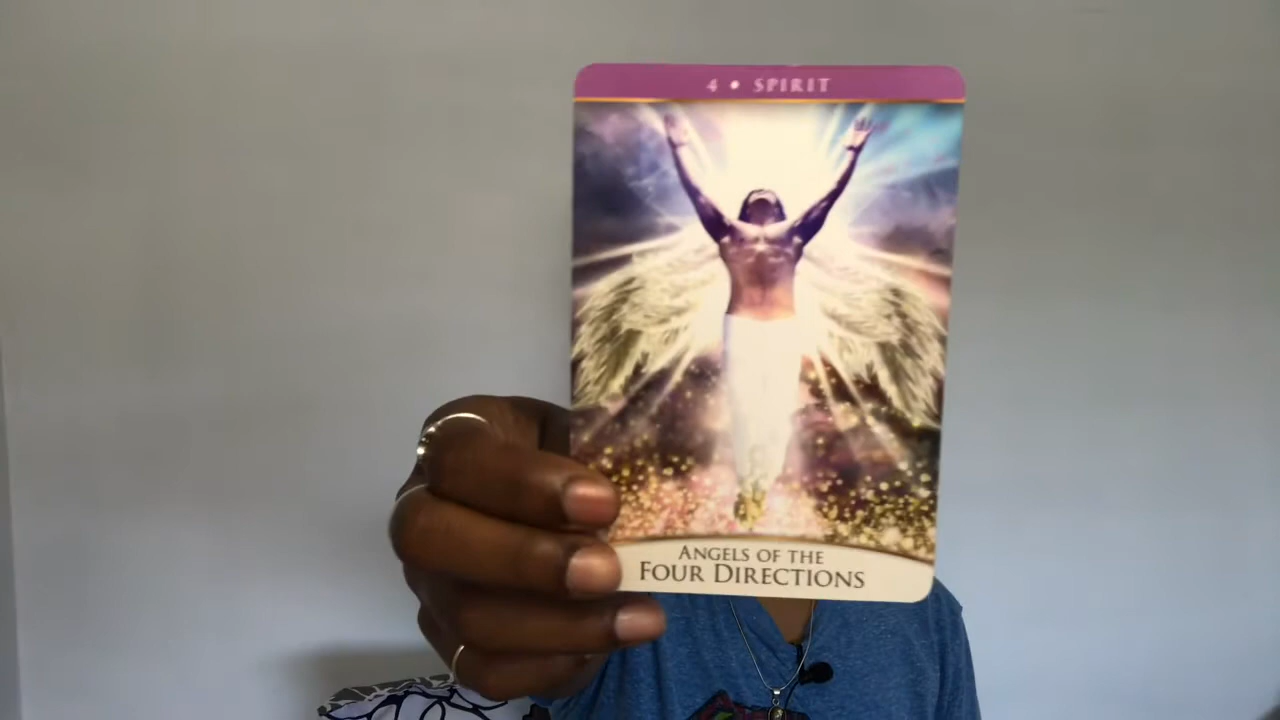 4 • SPIRIT
ANGELS OF THE
FOUR DIRECTIONS